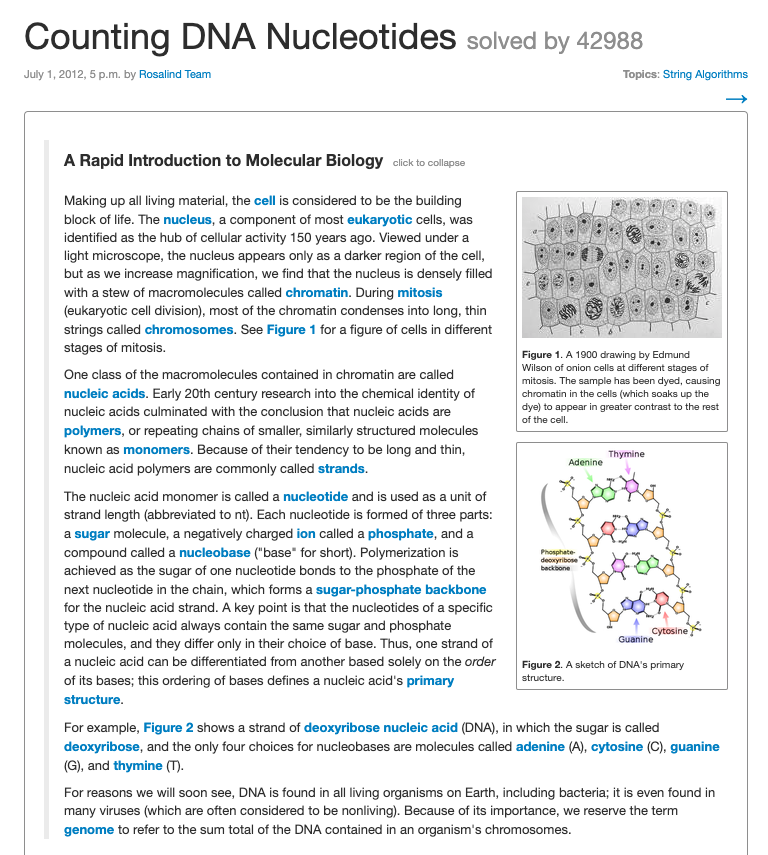 Counting DNA Nucleotides solved by 42988
July 1, 2012, 5 p.m. by Rosalind Team
Topics: String Algorithms
→
A Rapid Introduction to Molecular Biology click to collapse
Making up all living material, the cell is considered to be the building
block of life. The nucleus, a component of most eukaryotic cells, was
identified as the hub of cellular activity 150 years ago. Viewed under a
light microscope, the nucleus appears only as a darker region of the cell,
but as we increase magnification, we find that the nucleus is densely filled
with a stew of macromolecules called chromatin. During mitosis
(eukaryotic cell division), most of the chromatin condenses into long, thin
strings called chromosomes. See Figure 1 for a figure of cells in different
stages of mitosis.
One class of the macromolecules contained in chromatin are called
nucleic acids. Early 20th century research into the chemical identity of
nucleic acids culminated with the conclusion that nucleic acids are
polymers, or repeating chains of smaller, similarly structured molecules
known as monomers. Because of their tendency to be long and thin,
nucleic acid polymers are commonly called strands.
The nucleic acid monomer is called a nucleotide and is used as a unit of
strand length (abbreviated to nt). Each nucleotide is formed of three parts:
a sugar molecule, a negatively charged ion called a phosphate, and a
compound called a nucleobase ("base" for short). Polymerization is
achieved as the sugar of one nucleotide bonds to the phosphate of the
next nucleotide in the chain, which forms a sugar-phosphate backbone
for the nucleic acid strand. A key point is that the nucleotides of a specific
type of nucleic acid always contain the same sugar and phosphate
molecules, and they differ only in their choice of base. Thus, one strand of
a nucleic acid can be differentiated from another based solely on the order
of its bases; this ordering of bases defines a nucleic acid's primary
structure.
Figure 1. A 1900 drawing by Edmund
Wilson of onion cells at different stages of
mitosis. The sample has been dyed, causing
chromatin in the cells (which soaks up the
dye) to appear in greater contrast to the rest
of the cell.
Thymine
Adenine
Phosphate-
deoxyribose
backbone
Cytosine
Guanine
Figure 2. A sketch of DNA's primary
structure.
For example, Figure 2 shows a strand of deoxyribose nucleic acid (DNA), in which the sugar is called
deoxyribose, and the only four choices for nucleobases are molecules called adenine (A), cytosine (C), guanine
(G), and thymine (T).
For reasons we will soon see, DNA is found in all living organisms on Earth, including bacteria; it is even found in
many viruses (which are often considered to be nonliving). Because of its importance, we reserve the term
genome to refer to the sum total of the DNA contained in an organism's chromosomes.